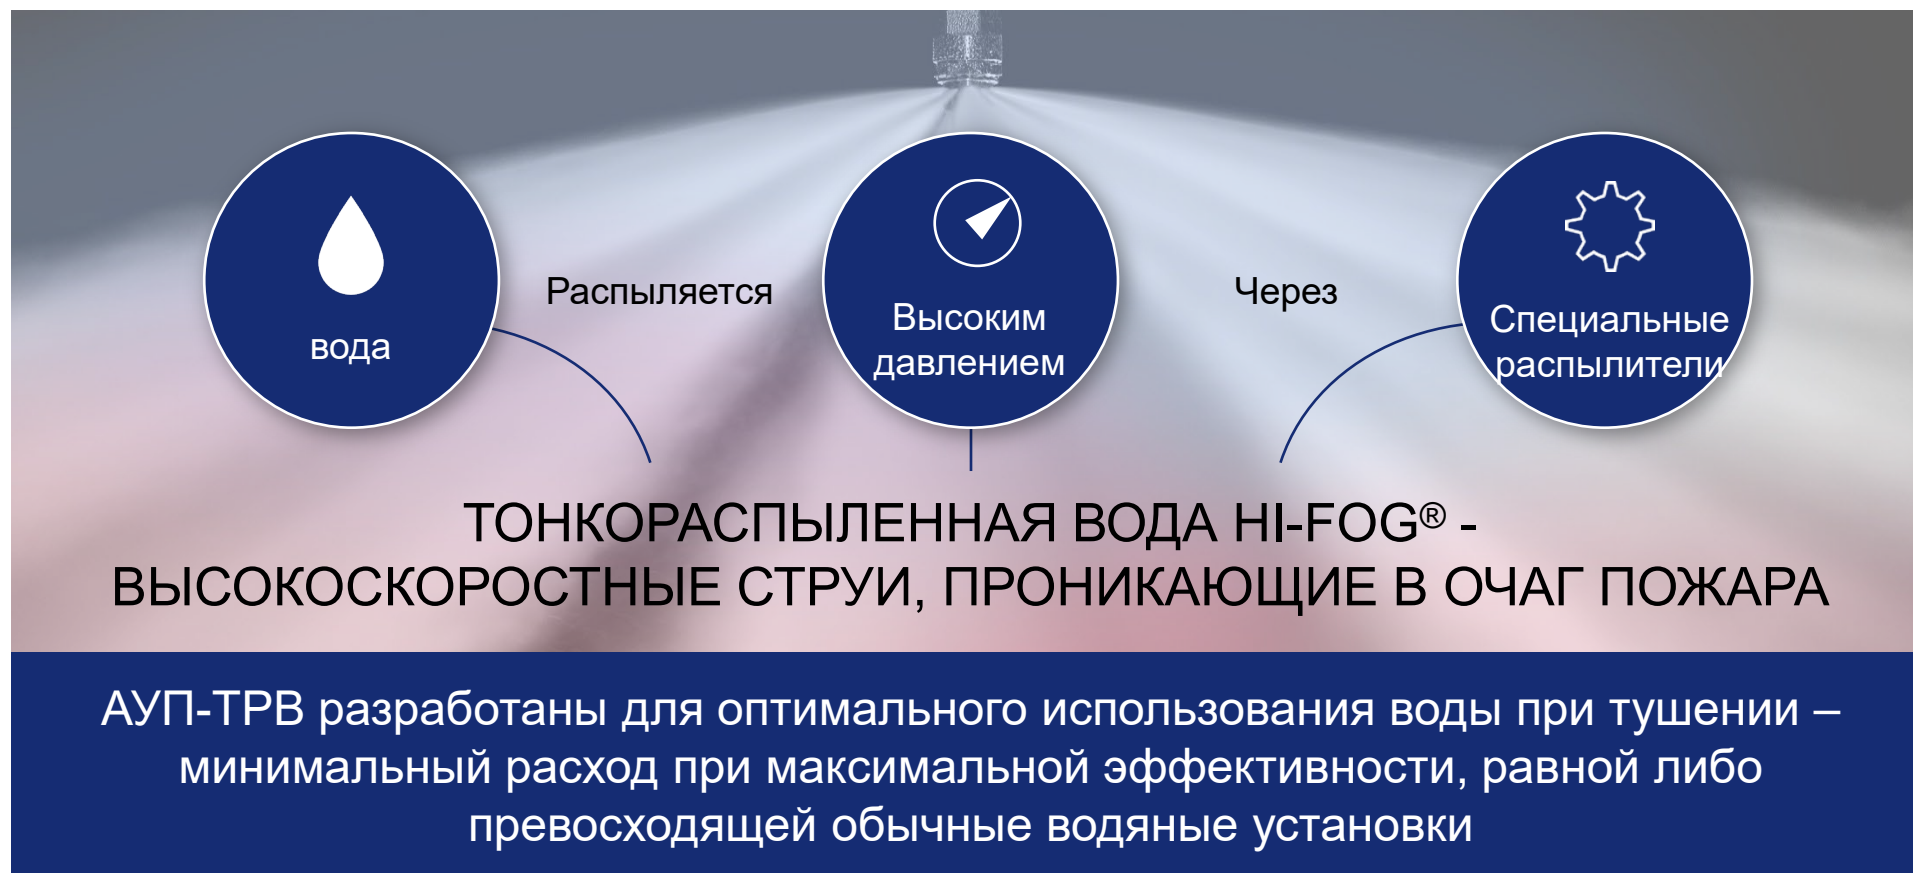 вода
Распыляется
Высоким
давлением
Через
Специальные
распылители
ТОНКОРАСПЫЛЕННАЯ ВОДА HI-FOG® -
ВЫСОКОСКОРОСТНЫЕ СТРУИ, ПРОНИКАЮЩИЕ В ОЧАГ ПОЖАРА
АУП-ТРВ разработаны для оптимального использования воды при тушении –
минимальный расход при максимальной эффективности, равной либо
превосходящей обычные водяные установки